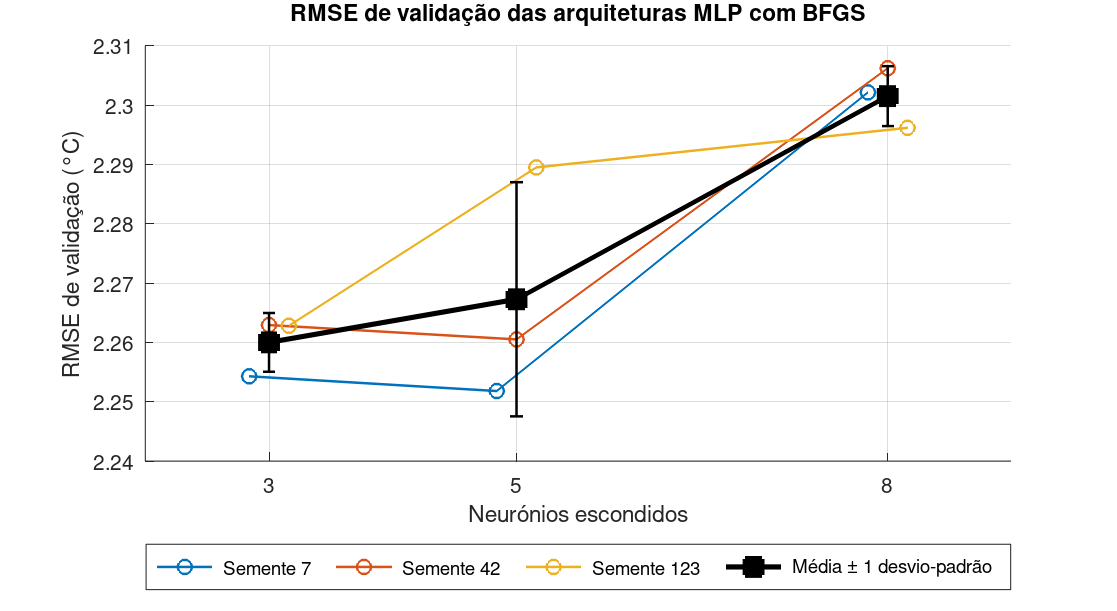 RMSE de validação das arquiteturas MLP com BFGS
2.31
2.3
2.29
2.28
2.27
2.26
2.25
2.24
RMSE de validação (°C)
3 5 8
Neurónios escondidos
Semente 7 Semente 42 Semente 123 Média ± 1 desvio-padrão